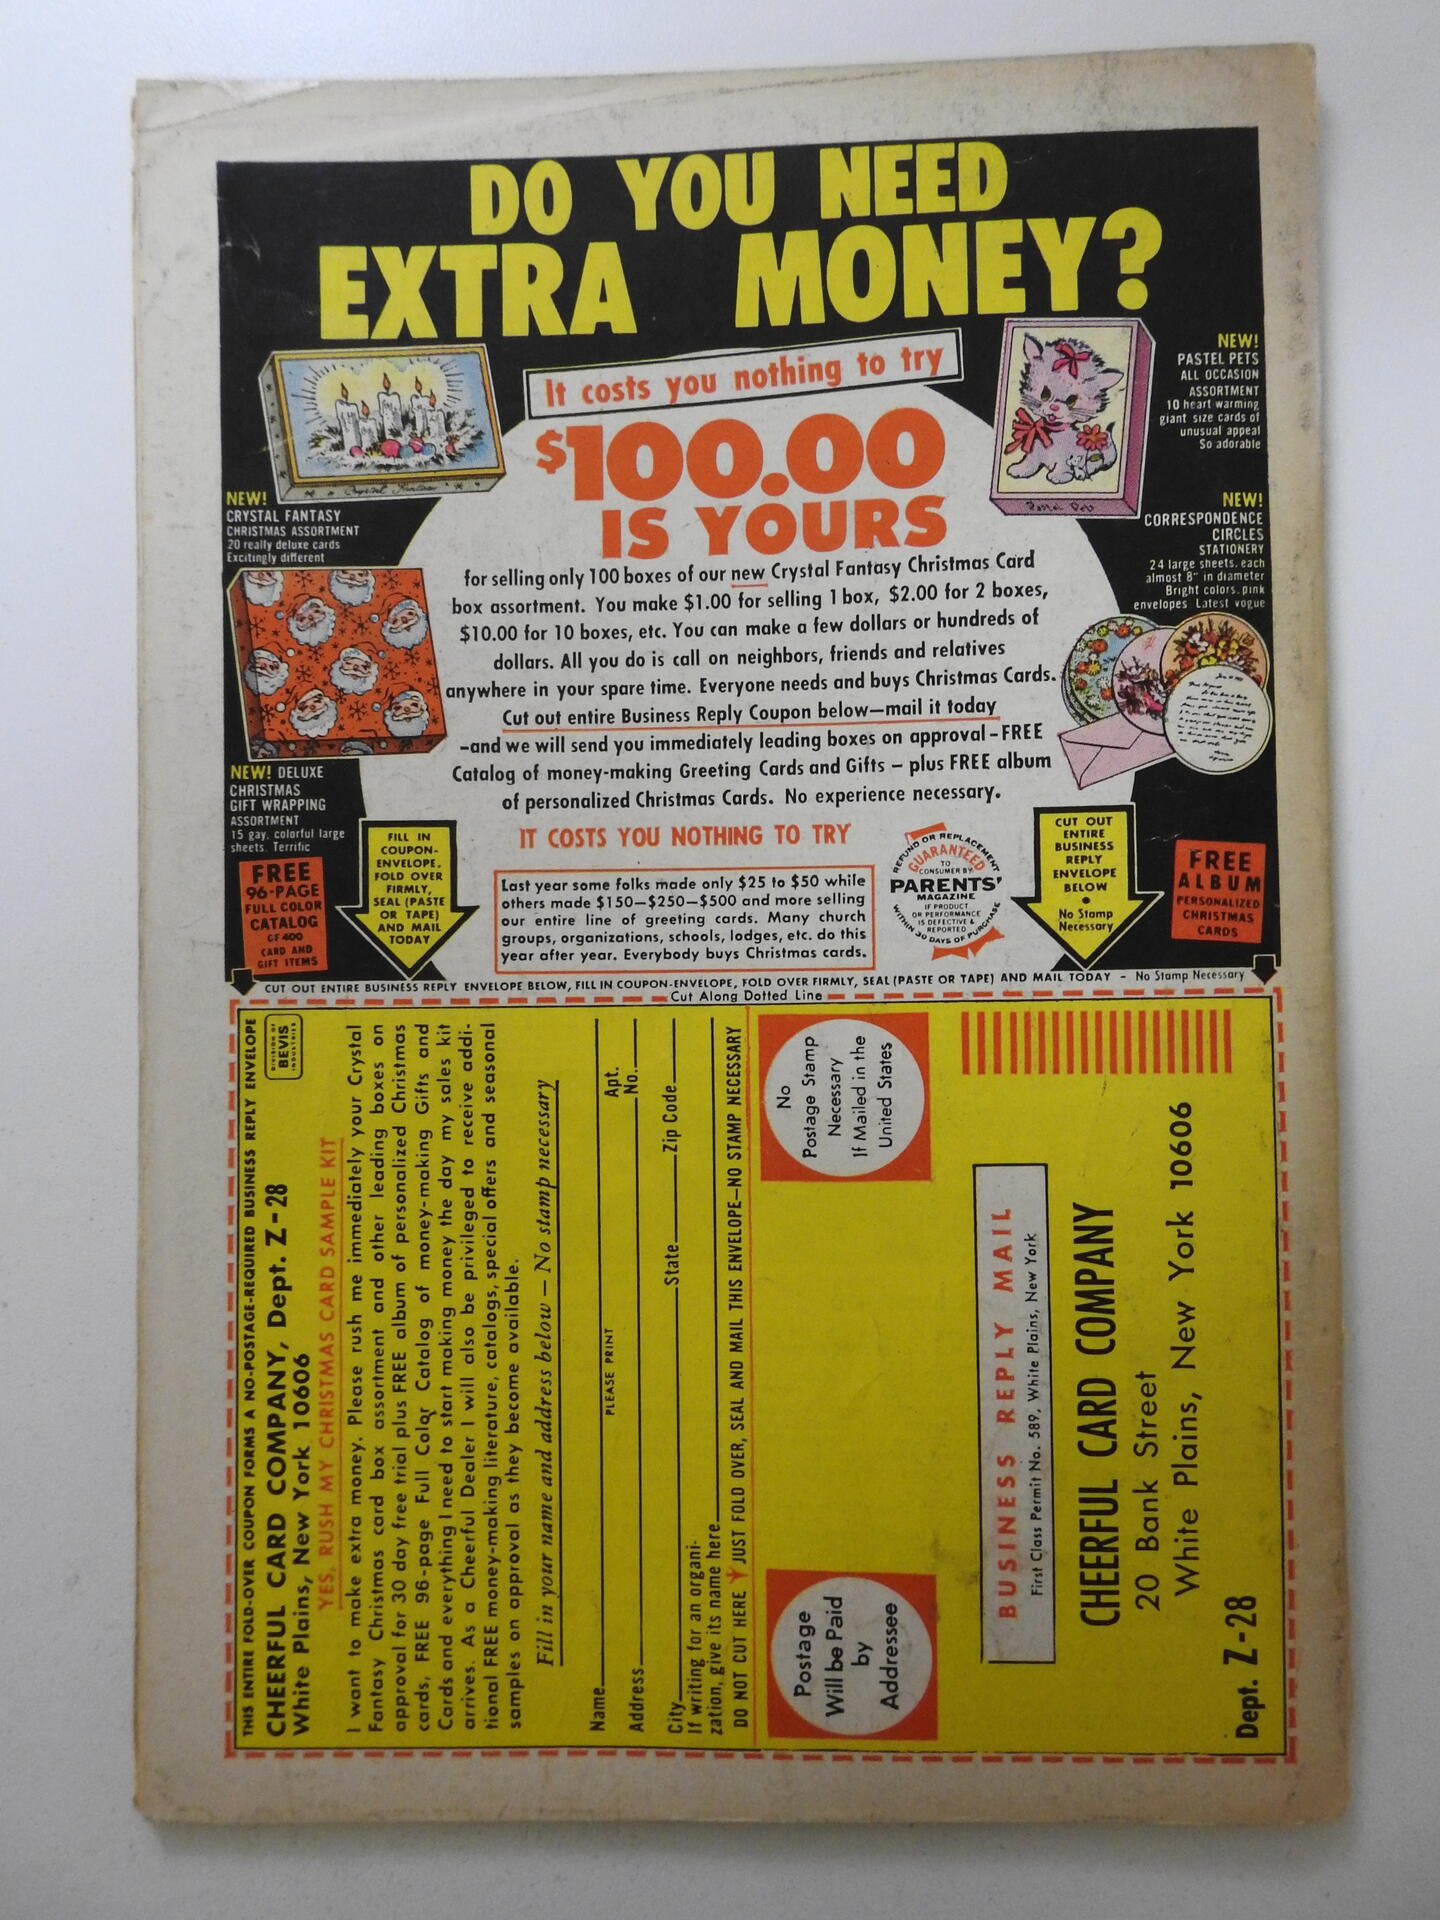 DO YOU NEED
EXTRA MONEY?
It costs you nothing to try
$100.00
IS YOURS
for selling only 100 boxes of our new Crystal Fantasy Christmas Card
box assortment. You make $1.00 for selling 1 box, $2.00 for 2 boxes,
$10.00 for 10 boxes, etc. You can make a few dollars or hundreds of
dollars. All you do is call on neighbors, friends and relatives
anywhere in your spare time. Everyone needs and buys Christmas Cards.
Cut out entire Business Reply Coupon below—mail it today
-and we will send you immediately leading boxes on approval-FREE
Catalog of money-making Greeting Cards and Gifts - plus FREE album
of personalized Christmas Cards. No experience necessary.
IT COSTS YOU NOTHING TO TRY
Last year some folks made only $25 to $50 while
others made $150—$250—$500 and more selling
our entire line of greeting cards. Many church
groups, organizations, schools, lodges, etc. do this
year after year. Everybody buys Christmas cards.
NEW!
CRYSTAL FANTASY
CHRISTMAS ASSORTMENT
20 really deluxe cards
Excitingly different
NEW! DELUXE
CHRISTMAS
GIFT WRAPPING
ASSORTMENT
15 gay, colorful large
sheets. Terrific
FREE
96-PAGE
FULL COLOR
CATALOG
OF 400
CARD AND
GIFT ITEMS
FILL IN
COUPON-
ENVELOPE,
FOLD OVER
FIRMLY,
SEAL (PASTE
OR TAPE)
AND MAIL
TODAY
Pastel Pets
NEW!
PASTEL PETS
ALL OCCASION
ASSORTMENT
10 heart warming
giant size cards of
unusual appeal
So adorable
NEW!
CORRESPONDENCE
CIRCLES
STATIONERY
24 large sheets, each
almost 8" in diameter
Bright colors, pink
envelopes Latest vogue
REFUND OR REPLACEMENT
GUARANTEED
TO
CONSUMER BY
PARENTS'
MAGAZINE
IF PRODUCT
OR PERFORMANCE
IS DEFECTIVE &
REPORTED
WITHIN 30 DAYS OF PURCHASE
CUT OUT
ENTIRE
BUSINESS
REPLY
ENVELOPE
BELOW
•
No Stamp
Necessary
FREE
ALBUM
PERSONALIZED
CHRISTMAS
CARDS
CUT OUT ENTIRE BUSINESS REPLY ENVELOPE BELOW, FILL IN COUPON-ENVELOPE, FOLD OVER FIRMLY, SEAL (PASTE OR TAPE) AND MAIL TODAY - No Stamp Necessary
Cut Along Dotted Line
THIS ENTIRE FOLD-OVER COUPON FORMS A NO-POSTAGE-REQUIRED BUSINESS REPLY ENVELOPE
CHEERFUL CARD COMPANY, Dept. Z-28
White Plains, New York 10606
DIVISION OF
BEVIS
INDUSTRIES
YES, RUSH MY CHRISTMAS CARD SAMPLE KIT
I want to make extra money. Please rush me immediately your Crystal
Fantasy Christmas card box assortment and other leading boxes on
approval for 30 day free trial plus FREE album of personalized Christmas
cards, FREE 96-page Full Color Catalog of money-making Gifts and
Cards and everything I need to start making money the day my sales kit
arrives. As a Cheerful Dealer I will also be privileged to receive addi-
tional FREE money-making literature, catalogs, special offers and seasonal
samples on approval as they become available.
Fill in your name and address below — No stamp necessary
Name
PLEASE PRINT
Address Apt. No.
City State Zip Code
If writing for an organi-
zation, give its name here
DO NOT CUT HERE JUST FOLD OVER, SEAL AND MAIL THIS ENVELOPE—NO STAMP NECESSARY
Postage
Will be Paid
by
Addressee
No
Postage Stamp
Necessary
If Mailed in the
United States
BUSINESS REPLY MAIL
First Class Permit No. 589, White Plains, New York
CHEERFUL CARD COMPANY
20 Bank Street
White Plains, New York 10606
Dept. Z-28